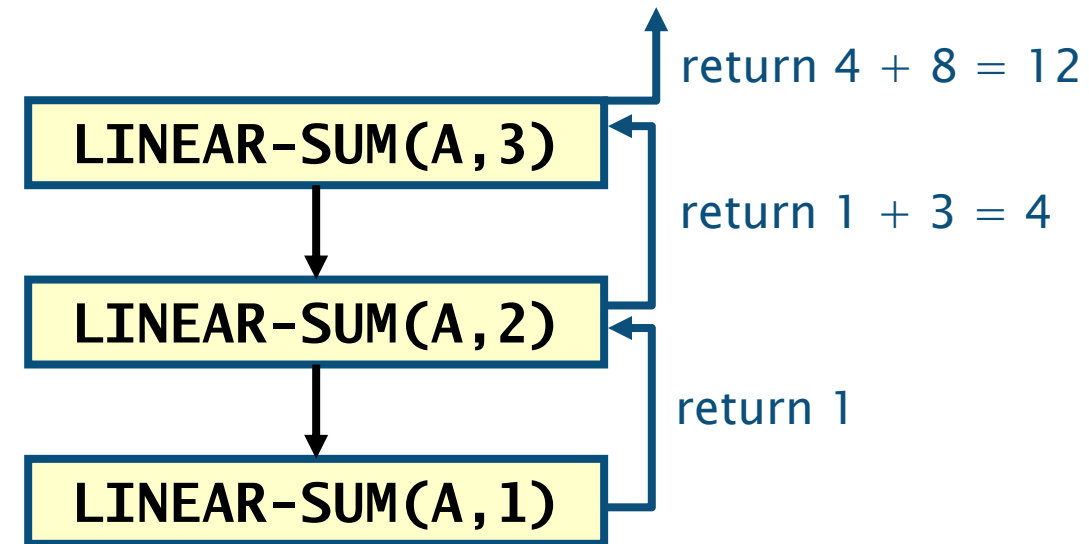 return 4 + 8 = 12
LINEAR-SUM(A,3)
return 1 + 3 = 4
LINEAR-SUM(A,2)
return 1
LINEAR-SUM(A,1)